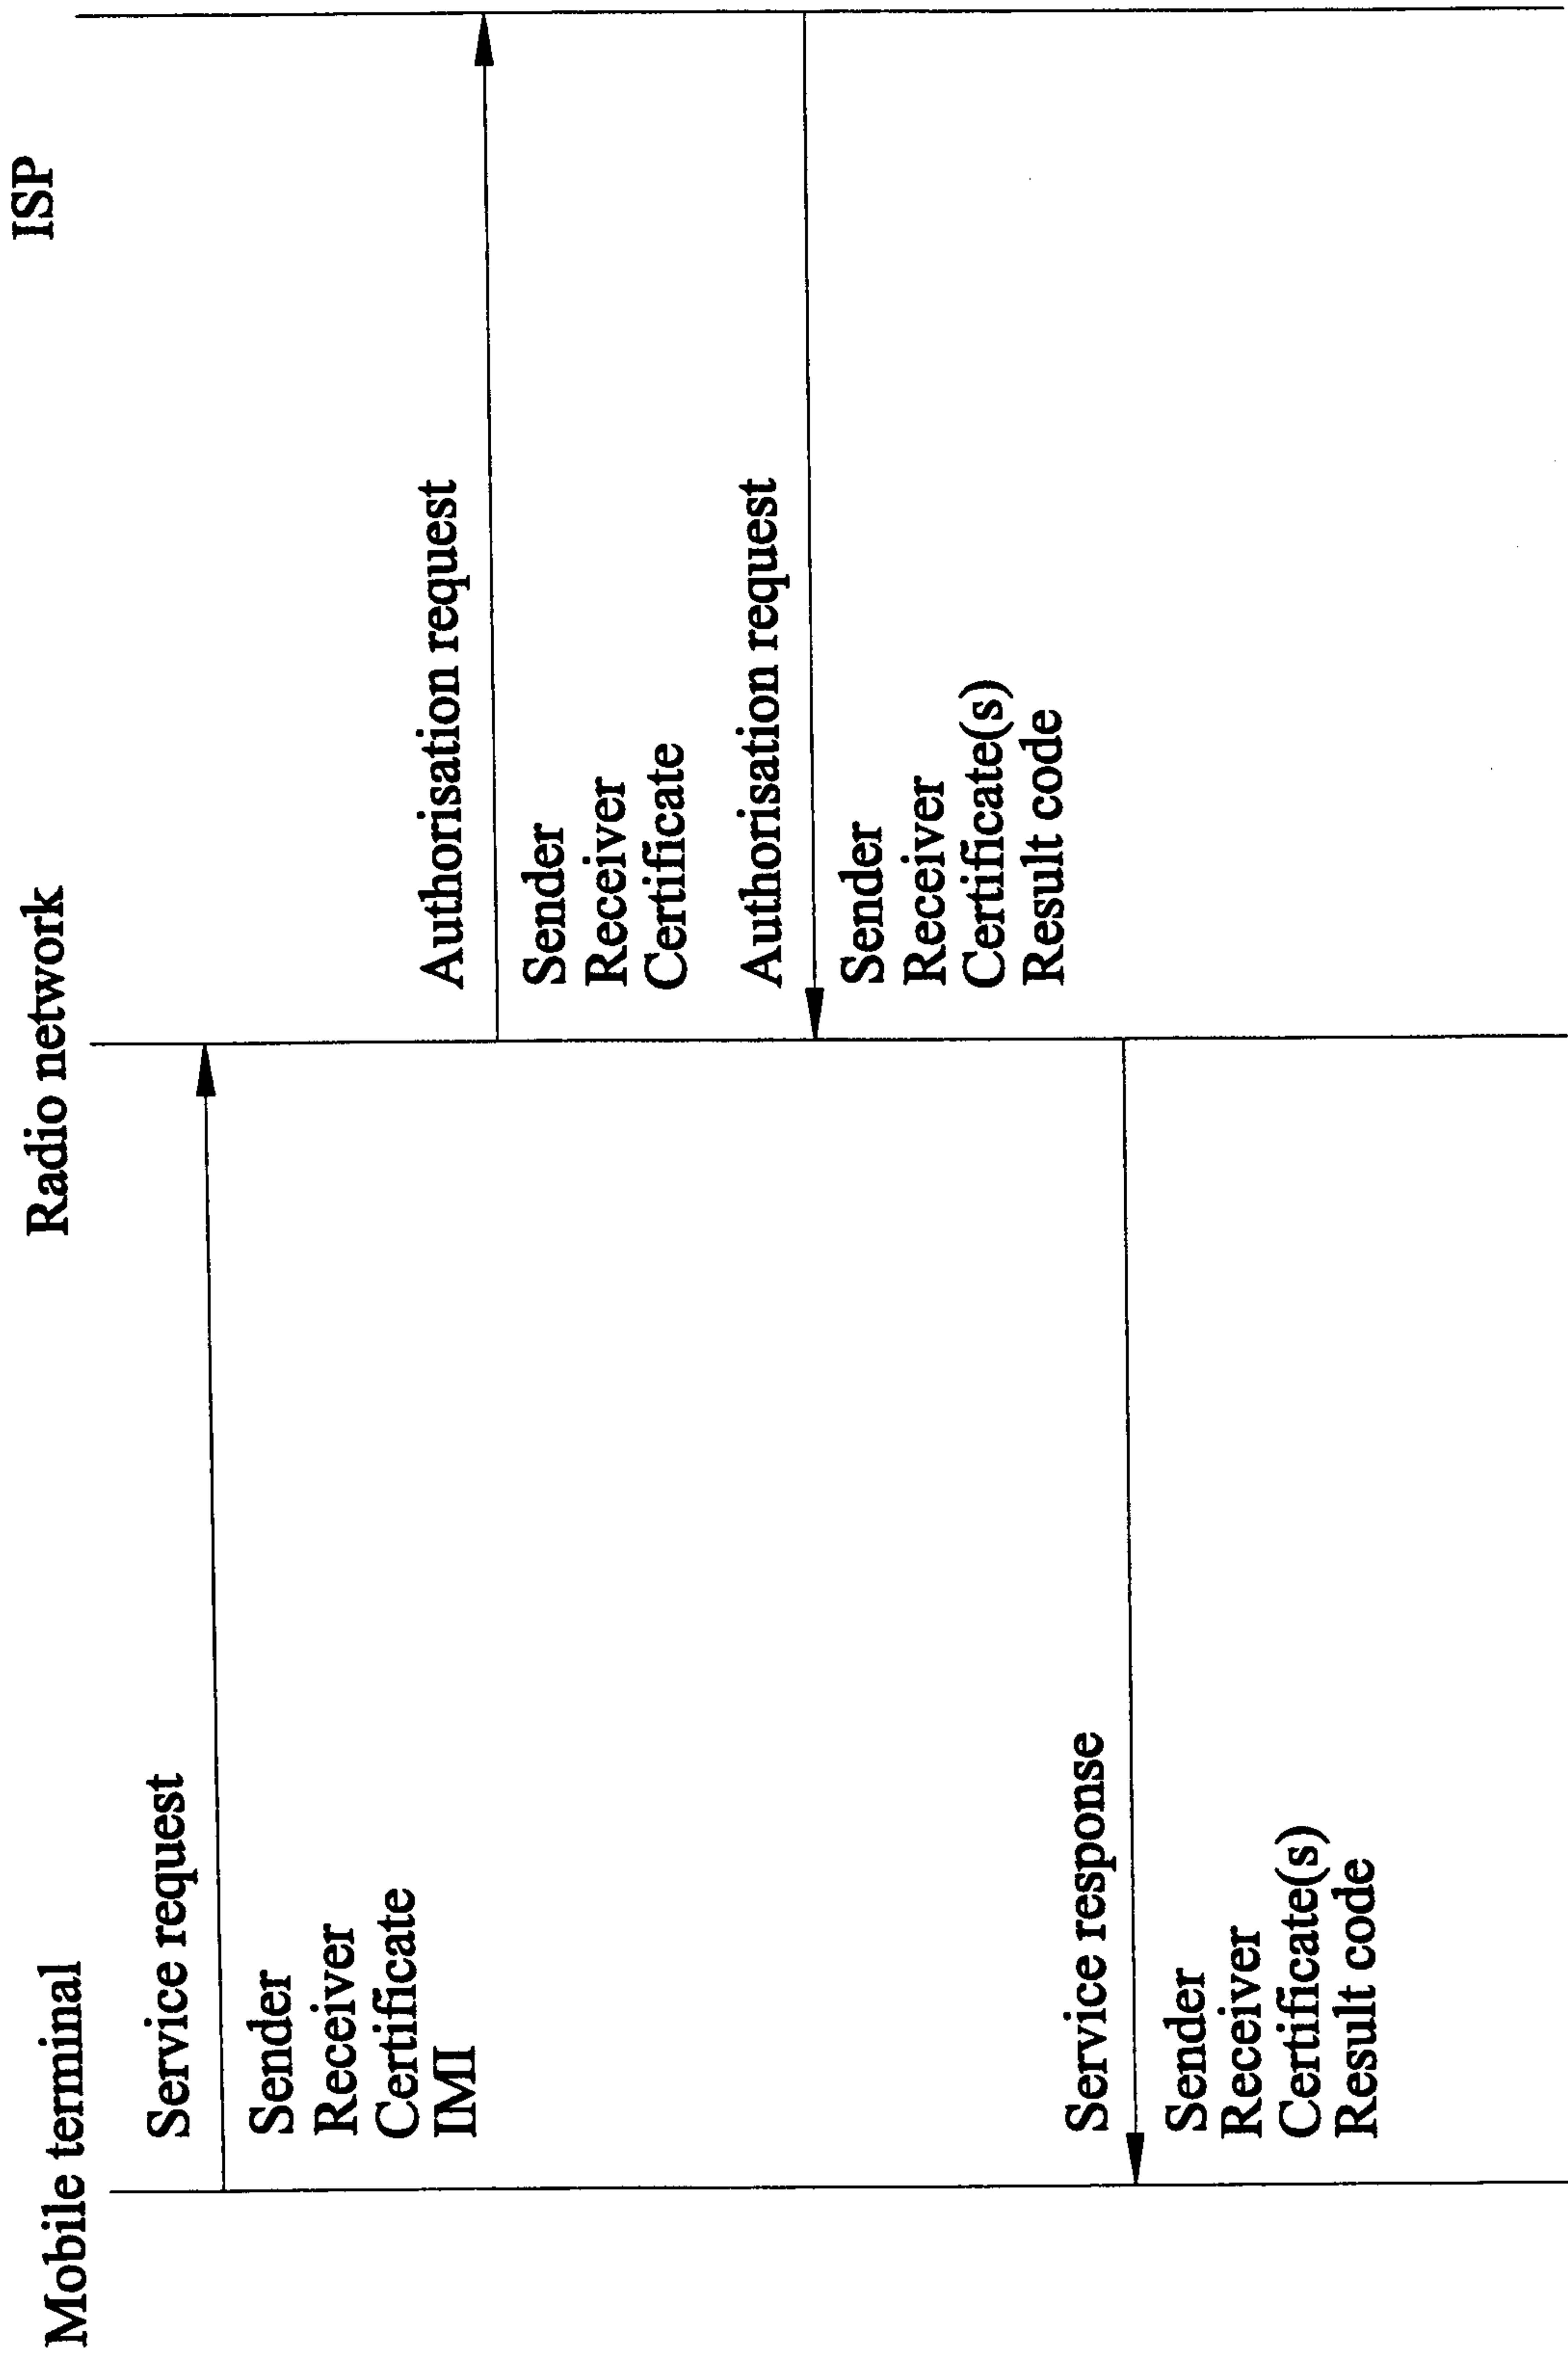 Mobile terminal
Radio network
ISP
Service request
Sender
Receiver
Certificate
IMI
Authorisation request
Sender
Receiver
Certificate
Authorisation request
Sender
Receiver
Certificate(s)
Result code
Service response
Sender
Receiver
Certificate(s)
Result code